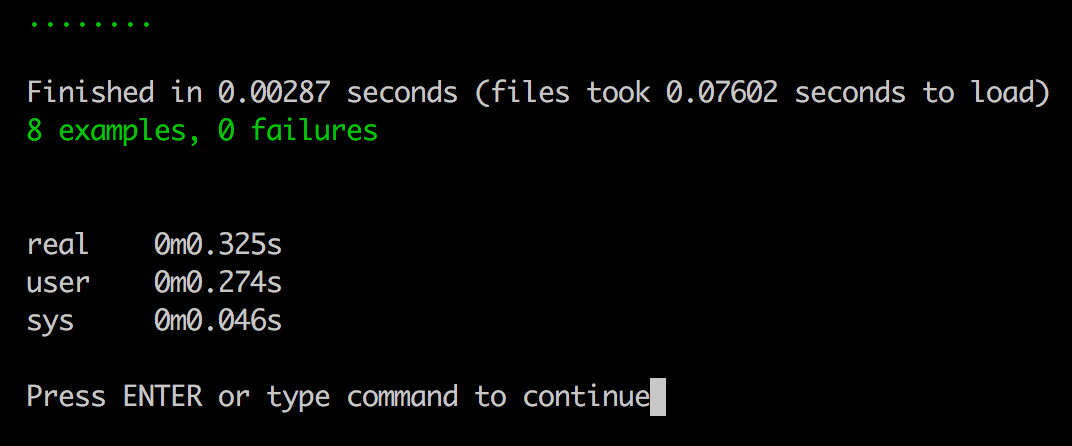 ........
Finished in 0.00287 seconds (files took 0.07602 seconds to load)
8 examples, 0 failures
real    0m0.325s
user    0m0.274s
sys     0m0.046s
Press ENTER or type command to continue